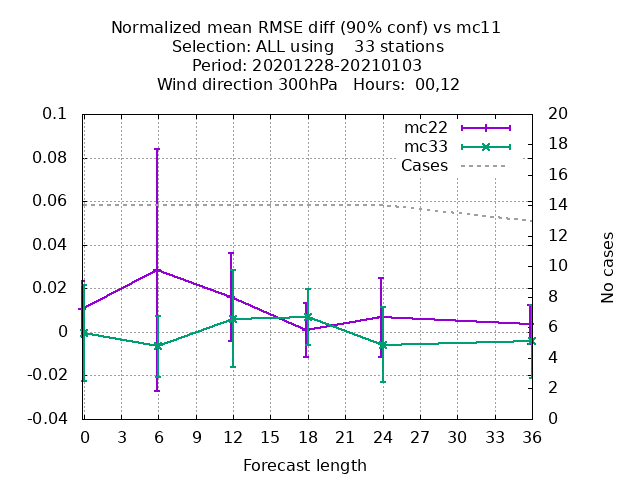 Normalized mean RMSE diff (90% conf) vs mc11
Selection: ALL using    33 stations
Period: 20201228-20210103
Wind direction 300hPa   Hours:  00,12
mc22
mc33
Cases
0.1
0.08
0.06
0.04
0.02
0
-0.02
-0.04
20
18
16
14
12
10
8
6
4
2
0
No cases
0 3 6 9 12 15 18 21 24 27 30 33 36
Forecast length